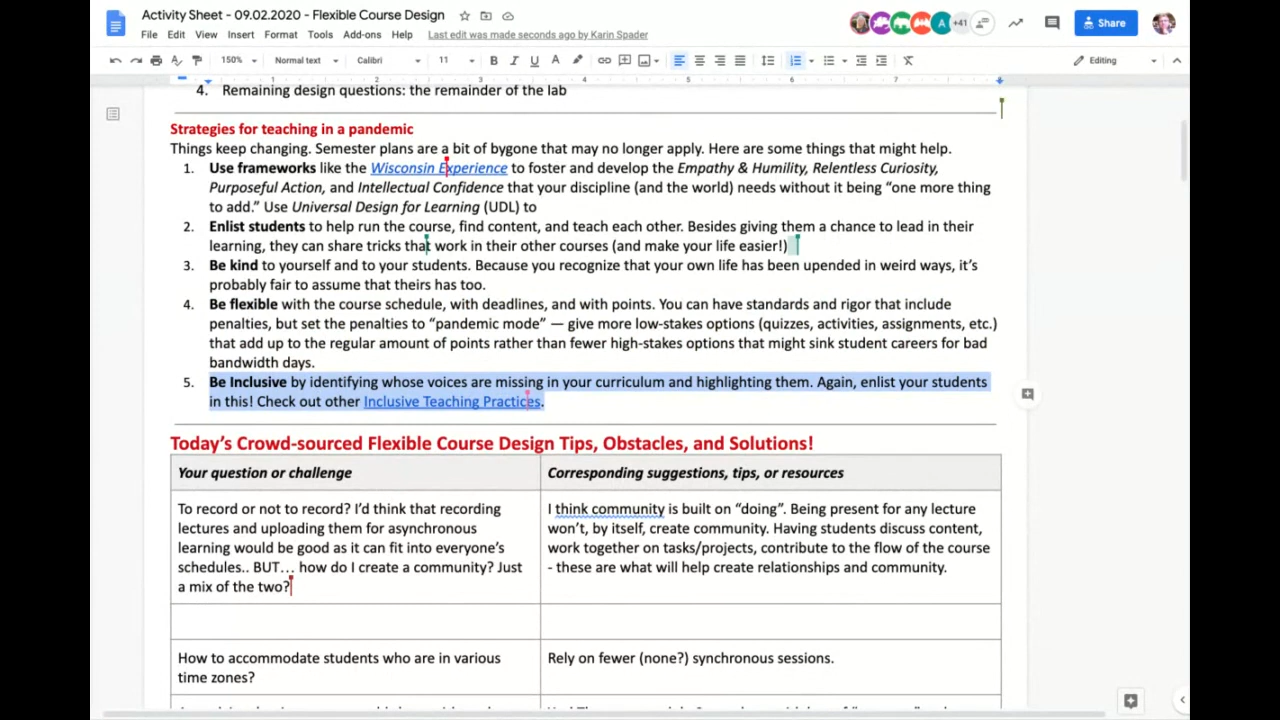 Activity Sheet - 09.02.2020 - Flexible Course Design
File Edit View Insert Format Tools Add-ons Help Last edit was made seconds ago by Karin Spader
A +41 Share
150% Normal text Calibri 11 B I U A Editing
1 2 3 4 5 6 7
4. Remaining design questions: the remainder of the lab
Strategies for teaching in a pandemic
Things keep changing. Semester plans are a bit of bygone that may no longer apply. Here are some things that might help.
1. Use frameworks like the Wisconsin Experience to foster and develop the Empathy & Humility, Relentless Curiosity,
Purposeful Action, and Intellectual Confidence that your discipline (and the world) needs without it being “one more thing
to add.” Use Universal Design for Learning (UDL) to
2. Enlist students to help run the course, find content, and teach each other. Besides giving them a chance to lead in their
learning, they can share tricks that work in their other courses (and make your life easier!)
3. Be kind to yourself and to your students. Because you recognize that your own life has been upended in weird ways, it’s
probably fair to assume that theirs has too.
4. Be flexible with the course schedule, with deadlines, and with points. You can have standards and rigor that include
penalties, but set the penalties to “pandemic mode” — give more low-stakes options (quizzes, activities, assignments, etc.)
that add up to the regular amount of points rather than fewer high-stakes options that might sink student careers for bad
bandwidth days.
5. Be Inclusive by identifying whose voices are missing in your curriculum and highlighting them. Again, enlist your students
in this! Check out other Inclusive Teaching Practices.
Today’s Crowd-sourced Flexible Course Design Tips, Obstacles, and Solutions!
Your question or challenge
Corresponding suggestions, tips, or resources
To record or not to record? I’d think that recording
lectures and uploading them for asynchronous
learning would be good as it can fit into everyone’s
schedules.. BUT... how do I create a community? Just
a mix of the two?
I think community is built on “doing”. Being present for any lecture
won’t, by itself, create community. Having students discuss content,
work together on tasks/projects, contribute to the flow of the course
- these are what will help create relationships and community.
How to accommodate students who are in various
time zones?
Rely on fewer (none?) synchronous sessions.